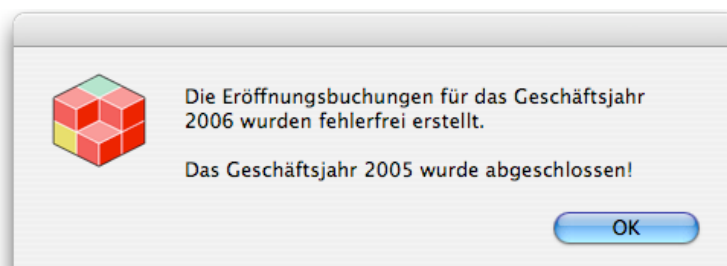 Die Eröffnungsbuchungen für das Geschäftsjahr
2006 wurden fehlerfrei erstellt.
Das Geschäftsjahr 2005 wurde abgeschlossen!
OK